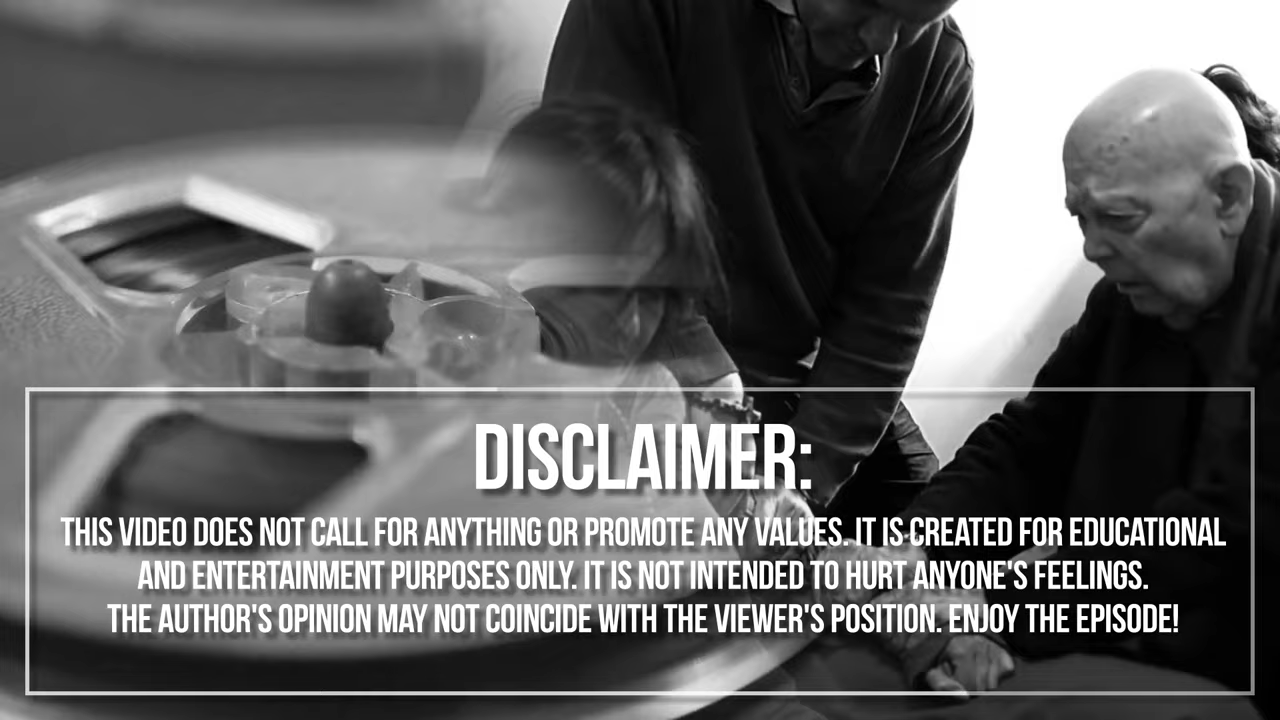 DISCLAIMER:
THIS VIDEO DOES NOT CALL FOR ANYTHING OR PROMOTE ANY VALUES. IT IS CREATED FOR EDUCATIONAL
AND ENTERTAINMENT PURPOSES ONLY. IT IS NOT INTENDED TO HURT ANYONE'S FEELINGS.
THE AUTHOR'S OPINION MAY NOT COINCIDE WITH THE VIEWER'S POSITION. ENJOY THE EPISODE!